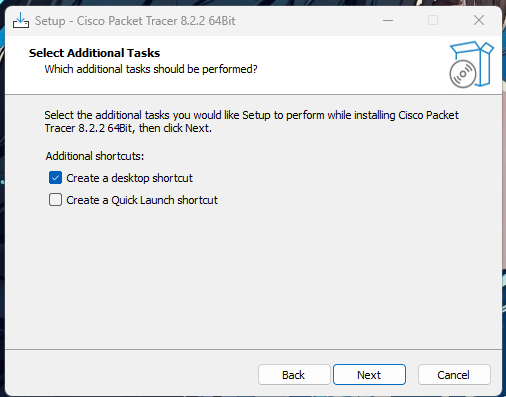 Setup - Cisco Packet Tracer 8.2.2 64Bit
Select Additional Tasks
Which additional tasks should be performed?
Select the additional tasks you would like Setup to perform while installing Cisco Packet
Tracer 8.2.2 64Bit, then click Next.
Additional shortcuts:
Create a desktop shortcut
Create a Quick Launch shortcut
Back
Next
Cancel